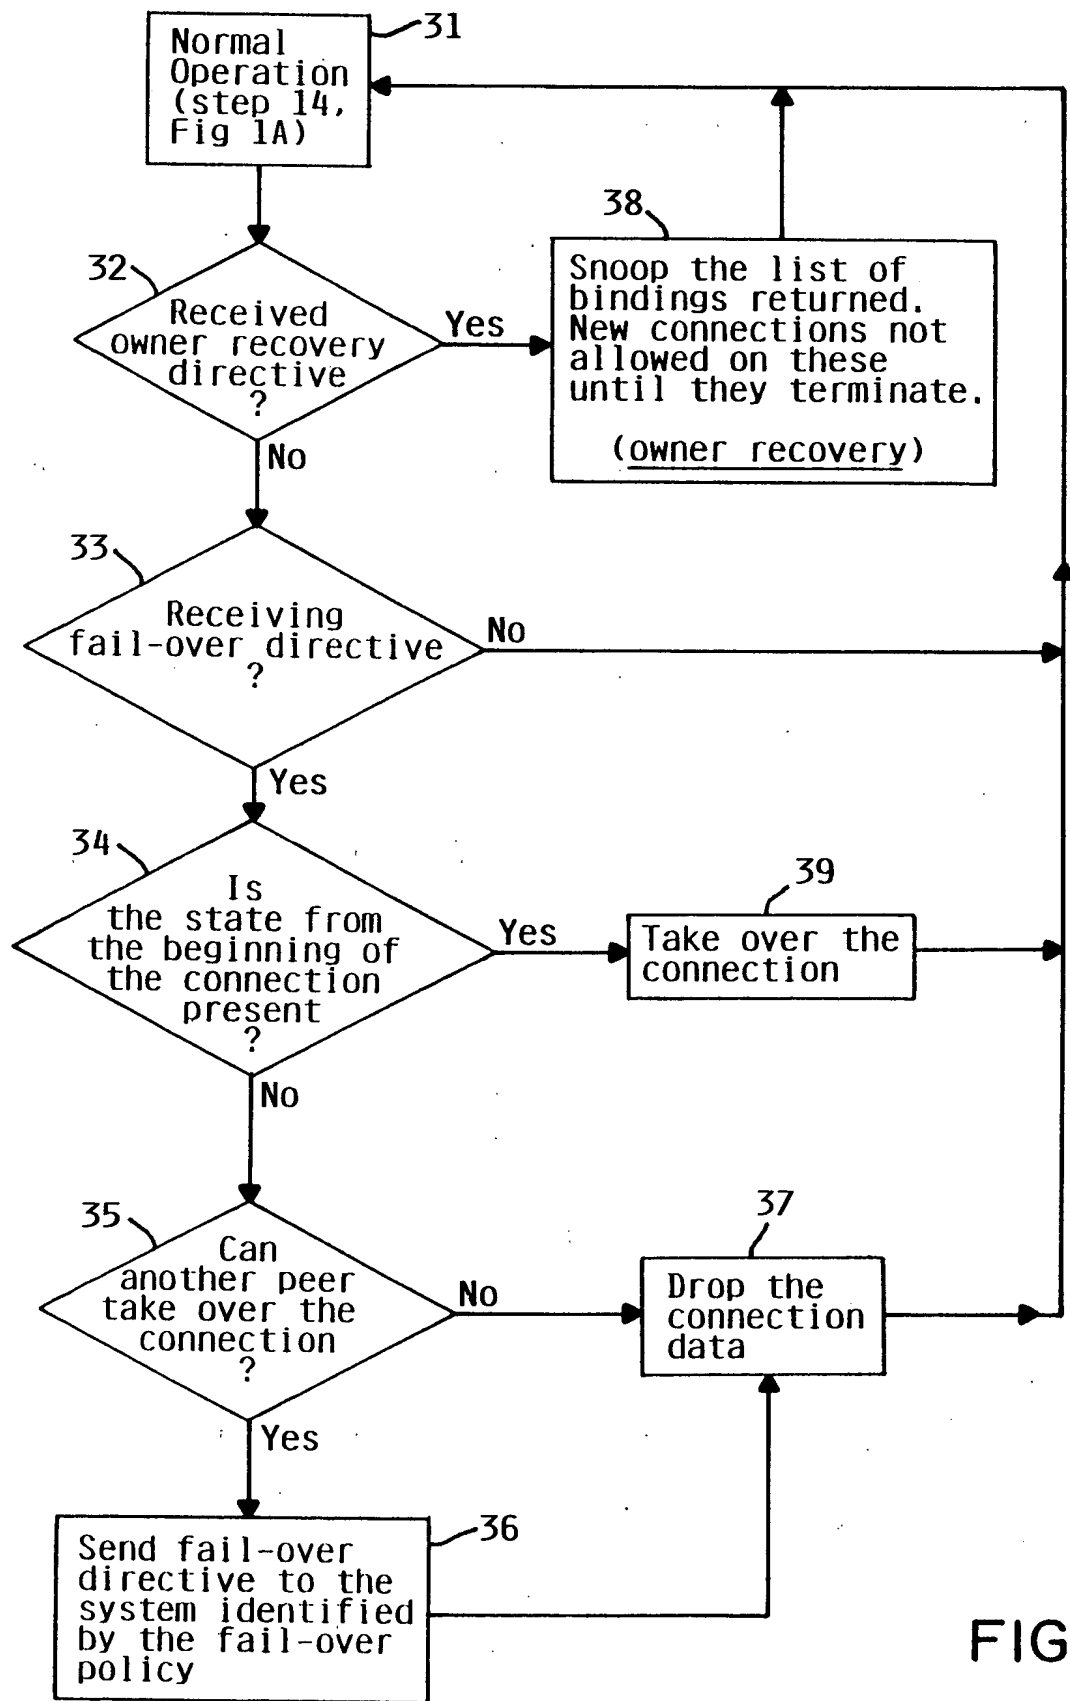 31
Normal
Operation
(step 14,
Fig 1A)
38
32
Received
owner recovery
directive
?
Yes
Snoop the list of
bindings returned.
New connections not
allowed on these
until they terminate.
(owner recovery)
No
33
Receiving
fail-over directive
?
No
Yes
34
Is
the state from
the beginning of
the connection
present
?
Yes
39
Take over the
connection
No
35
Can
another peer
take over the
connection
?
No
37
Drop the
connection
data
Yes
36
Send fail-over
directive to the
system identified
by the fail-over
policy
FIG